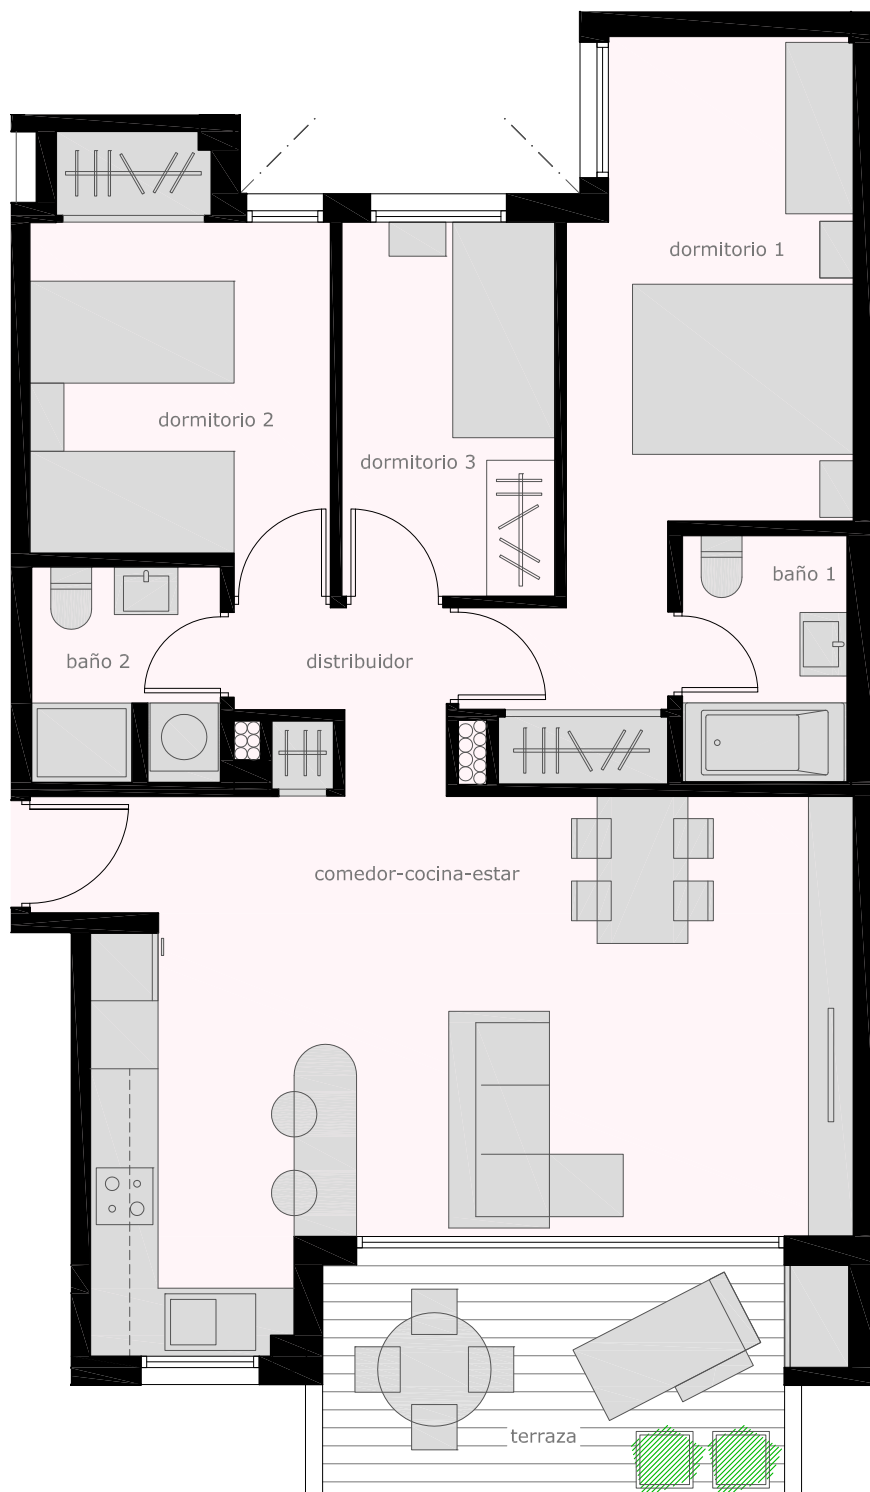 dormitorio 1
dormitorio 2
dormitorio 3
baño 1
baño 2
distribuidor
comedor-cocina-estar
terraza